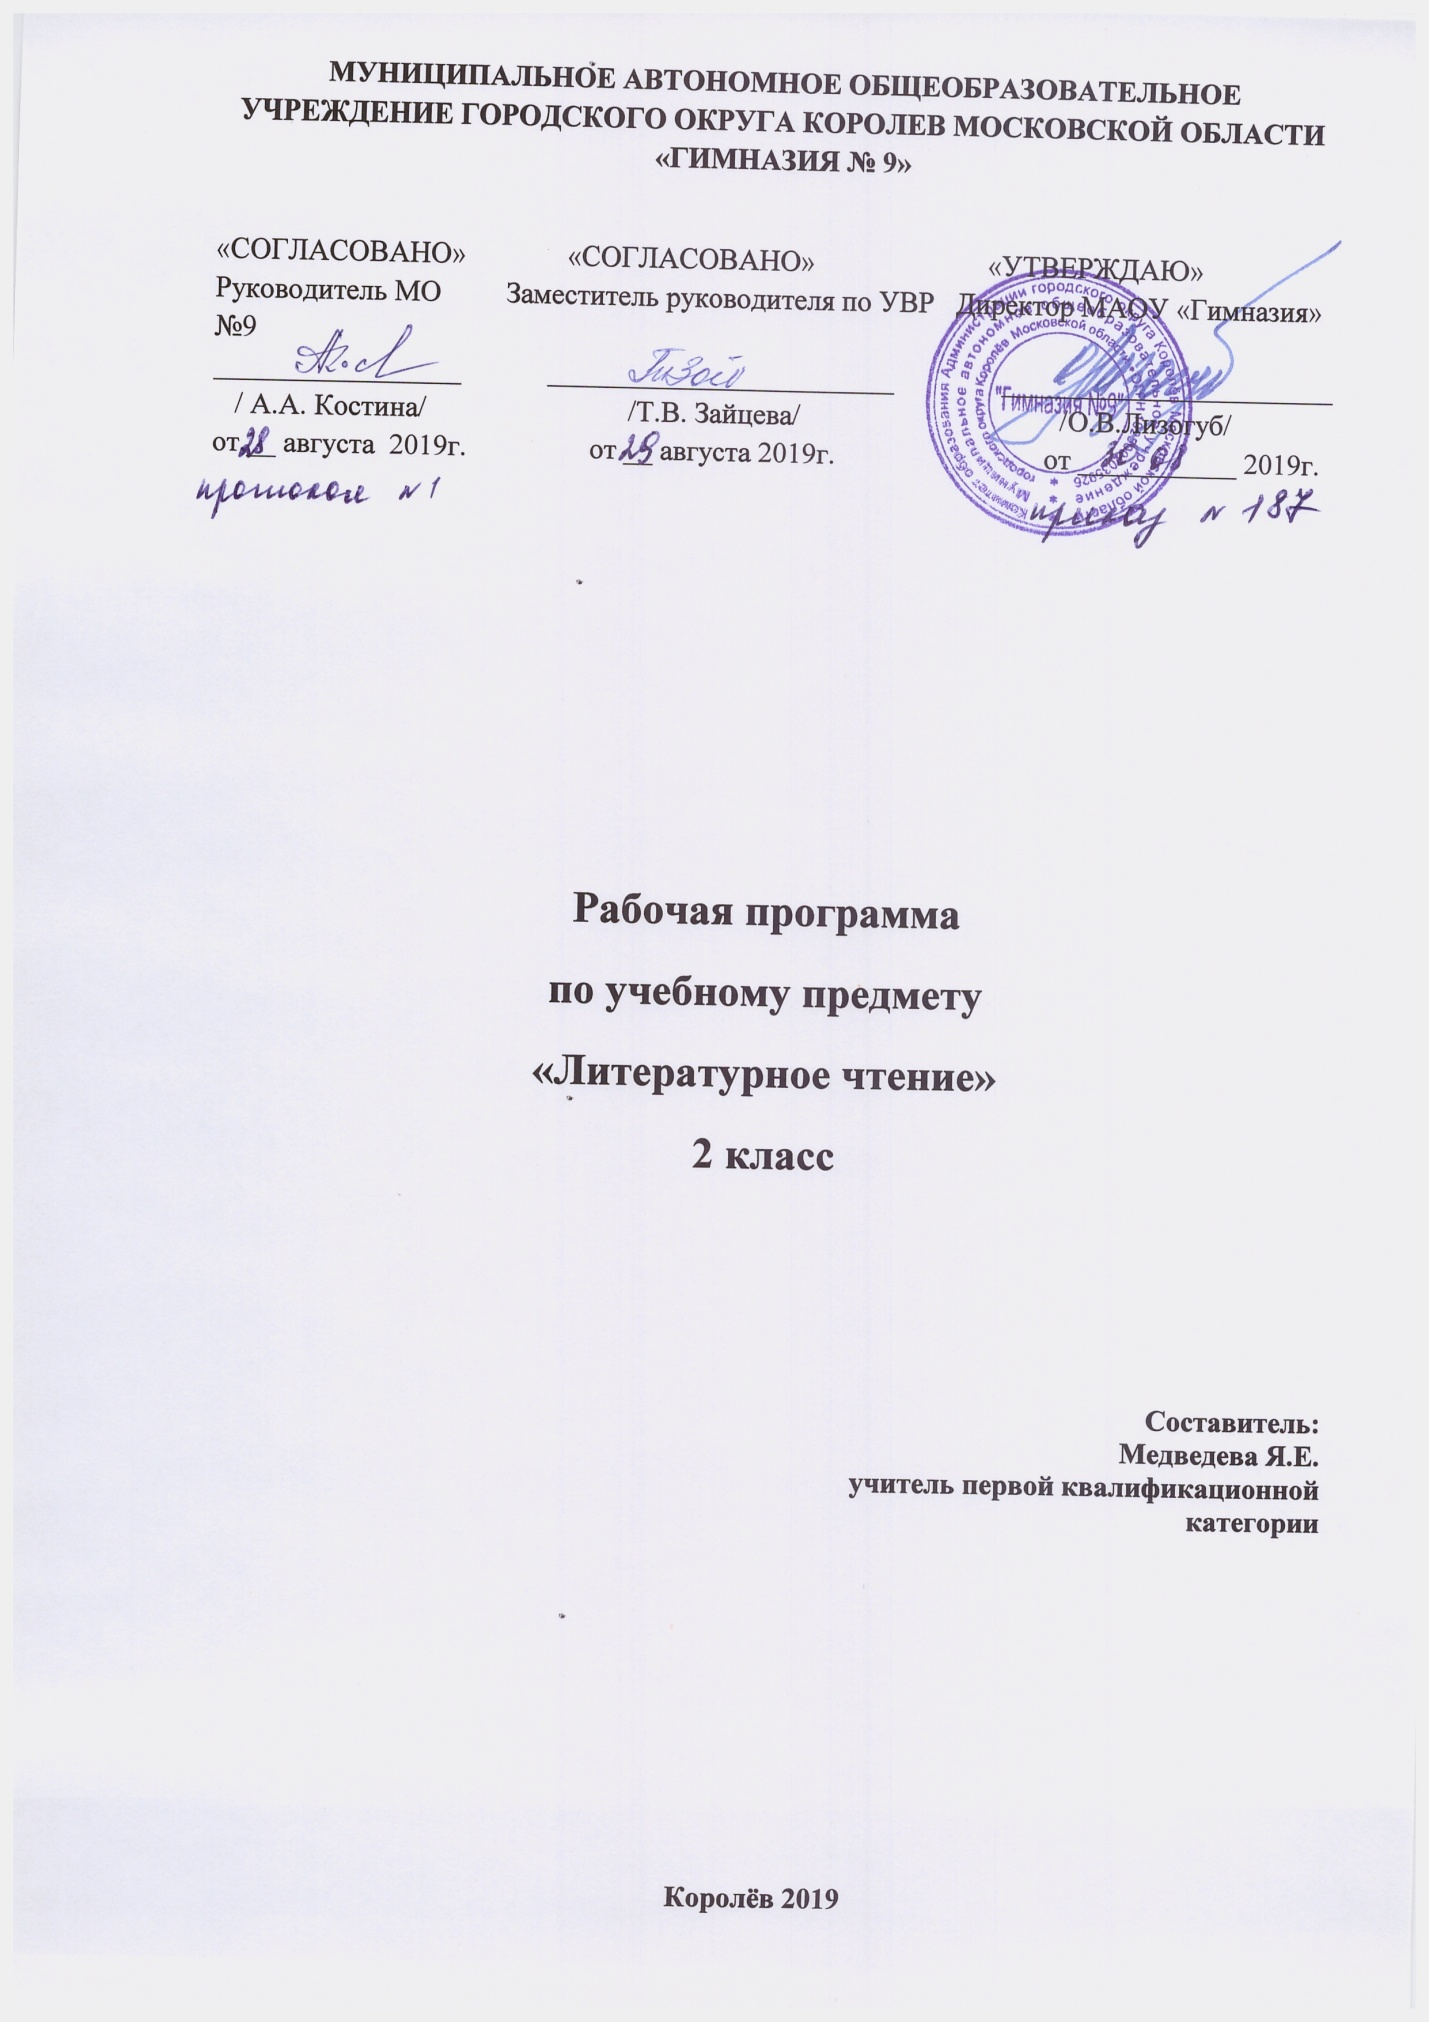 МУНИЦИПАЛЬНОЕ АВТОНОМНОЕ ОБЩЕОБРАЗОВАТЕЛЬНОЕ
УЧРЕЖДЕНИЕ ГОРОДСКОГО ОКРУГА КОРОЛЕВ МОСКОВСКОЙ ОБЛАСТИ
«ГИМНАЗИЯ № 9»
«СОГЛАСОВАНО»
Руководитель МО
№9
/ А.А. Костина/
от 28 августа 2019г.
протокол №1
«СОГЛАСОВАНО»
Заместитель руководителя по УВР
/Т.В. Зайцева/
от 29 августа 2019г.
«УТВЕРЖДАЮ»
Директор МАОУ «Гимназия»
"Гимназия №9"
/О.В.Лизогуб/
от 2019г.
приказ № 187
Рабочая программа
по учебному предмету
«Литературное чтение»
2 класс
Составитель:
Медведева Я.Е.
учитель первой квалификационной
категории
Королёв 2019